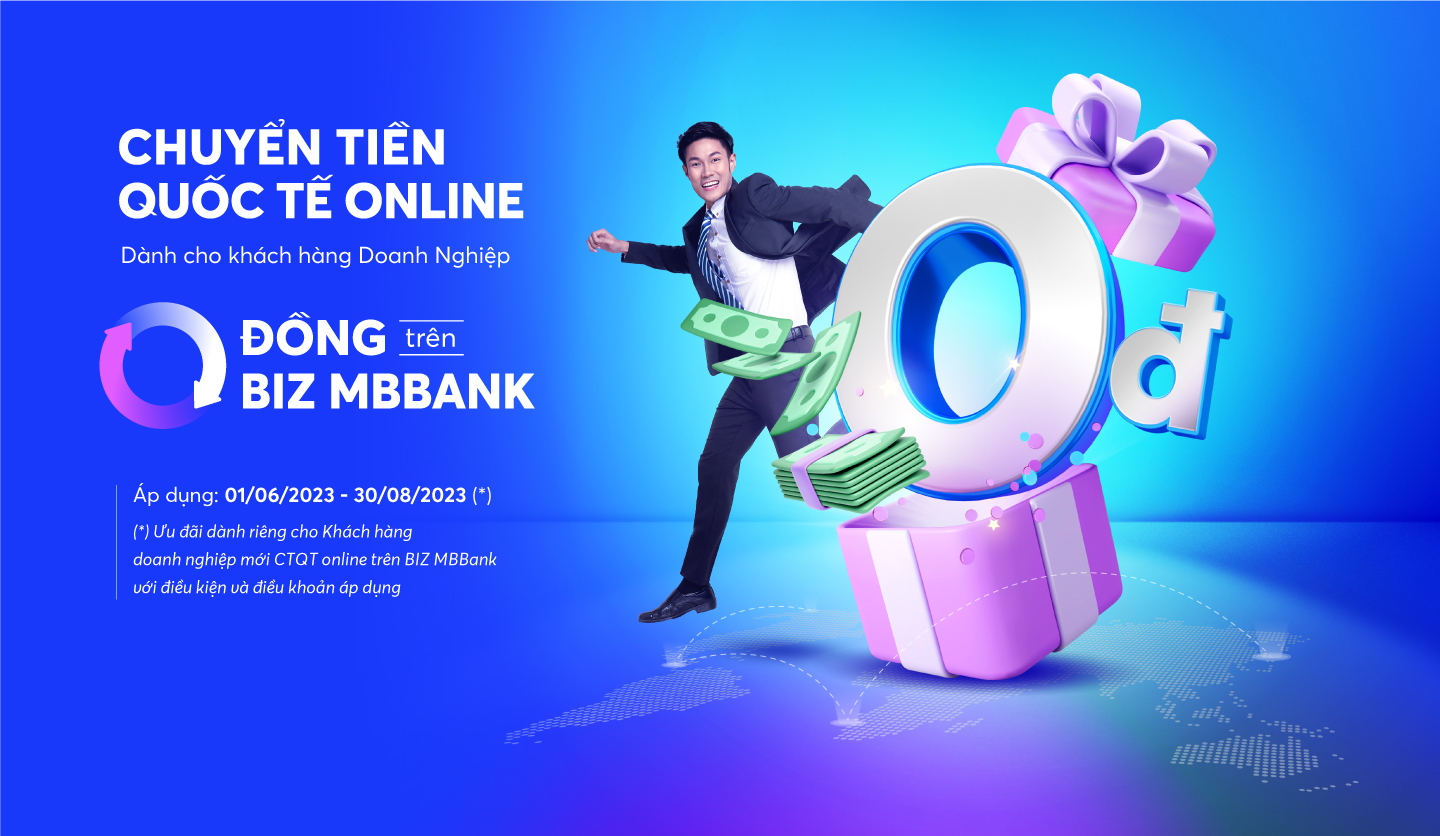 CHUYỂN TIỀN
QUỐC TẾ ONLINE
Dành cho khách hàng Doanh Nghiệp
0 ĐỒNG trên
BIZ MBBANK
Áp dụng: 01/06/2023 - 30/08/2023 (*)
(*) Ưu đãi dành riêng cho Khách hàng
doanh nghiệp mới CTQT online trên BIZ MBBank
với điều kiện và điều khoản áp dụng
0đ